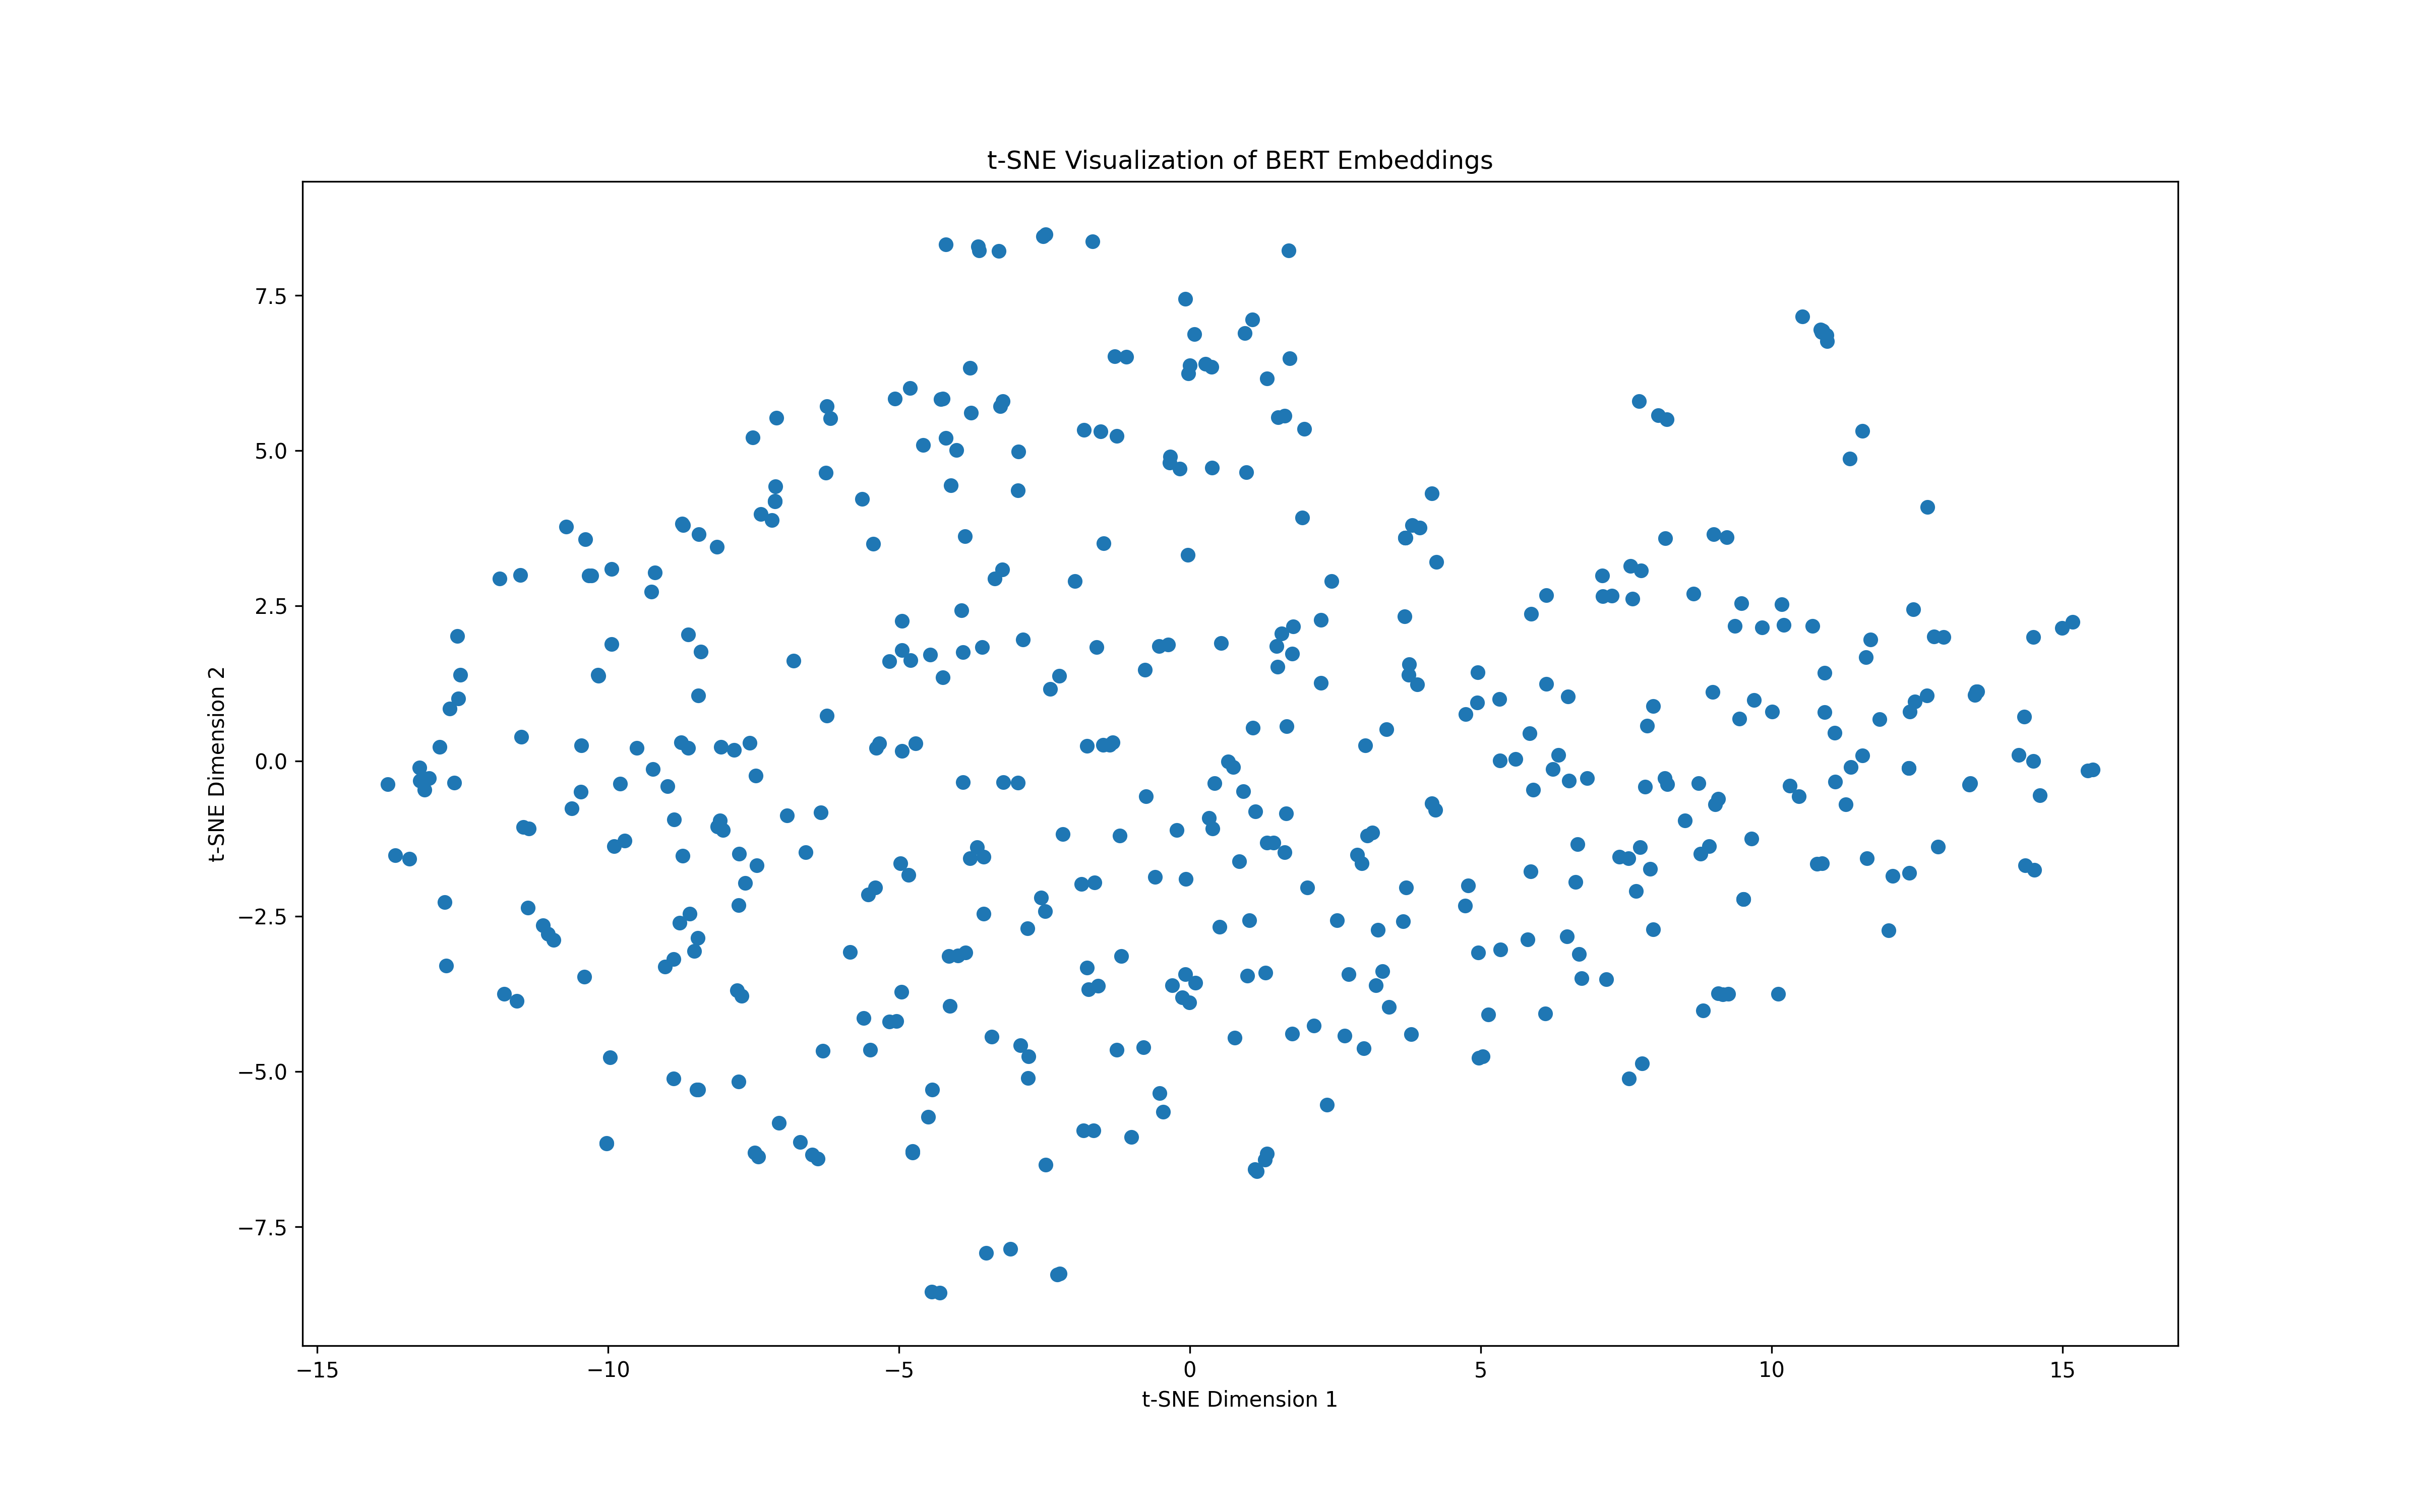 t-SNE Visualization of BERT Embeddings
t-SNE Dimension 2
7.5
5.0
2.5
0.0
−2.5
−5.0
−7.5
−15 −10 −5 0 5 10 15
t-SNE Dimension 1